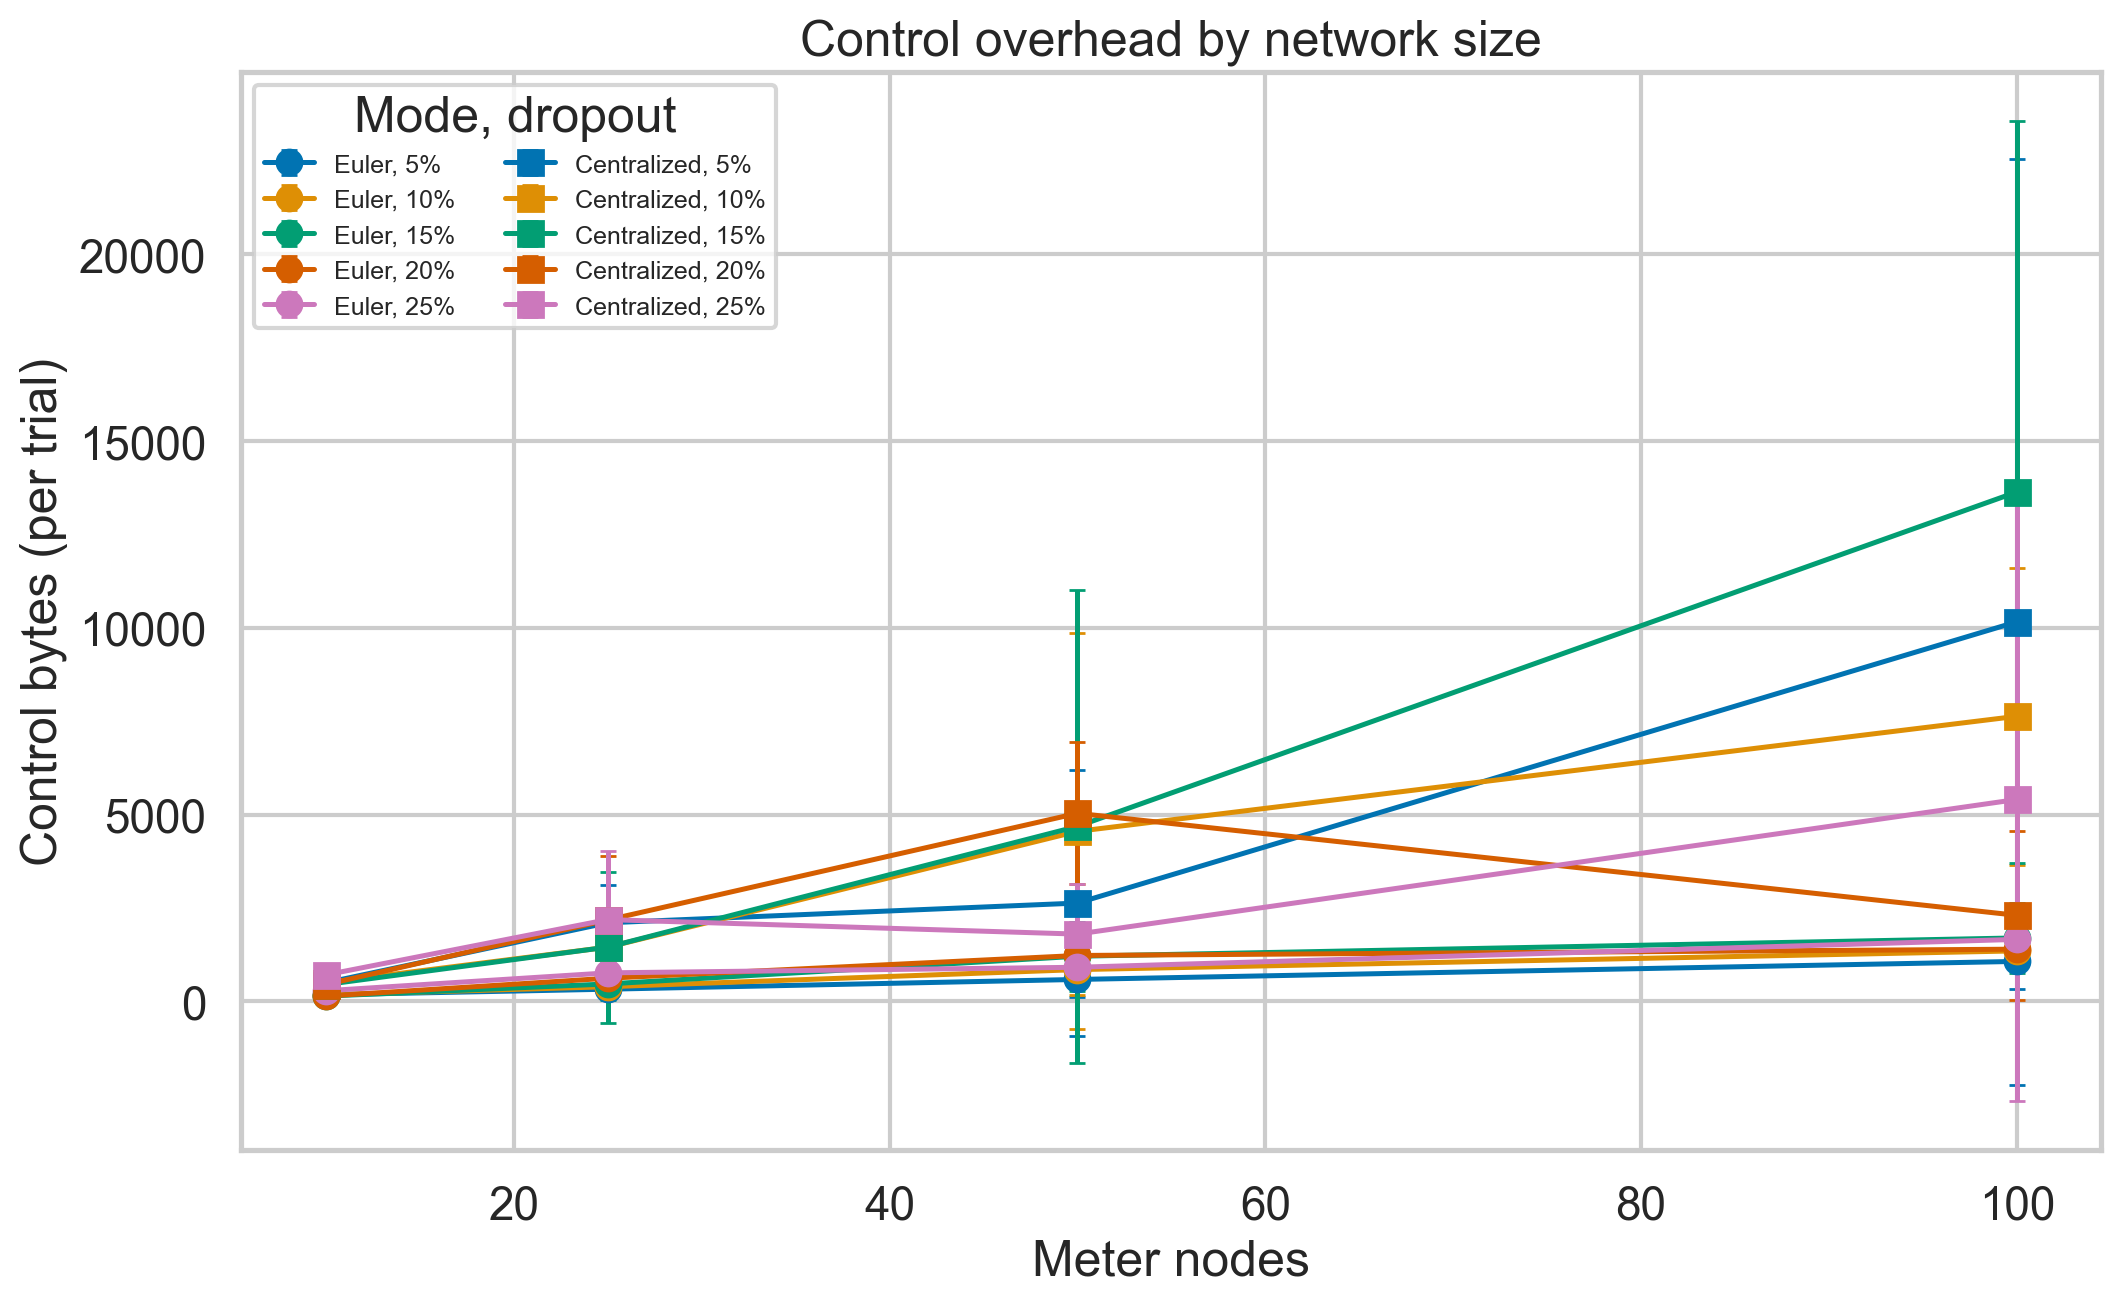 Control overhead by network size
Mode, dropout
Euler, 5%
Euler, 10%
Euler, 15%
Euler, 20%
Euler, 25%
Centralized, 5%
Centralized, 10%
Centralized, 15%
Centralized, 20%
Centralized, 25%
Control bytes (per trial)
20000
15000
10000
5000
0
20 40 60 80 100
Meter nodes